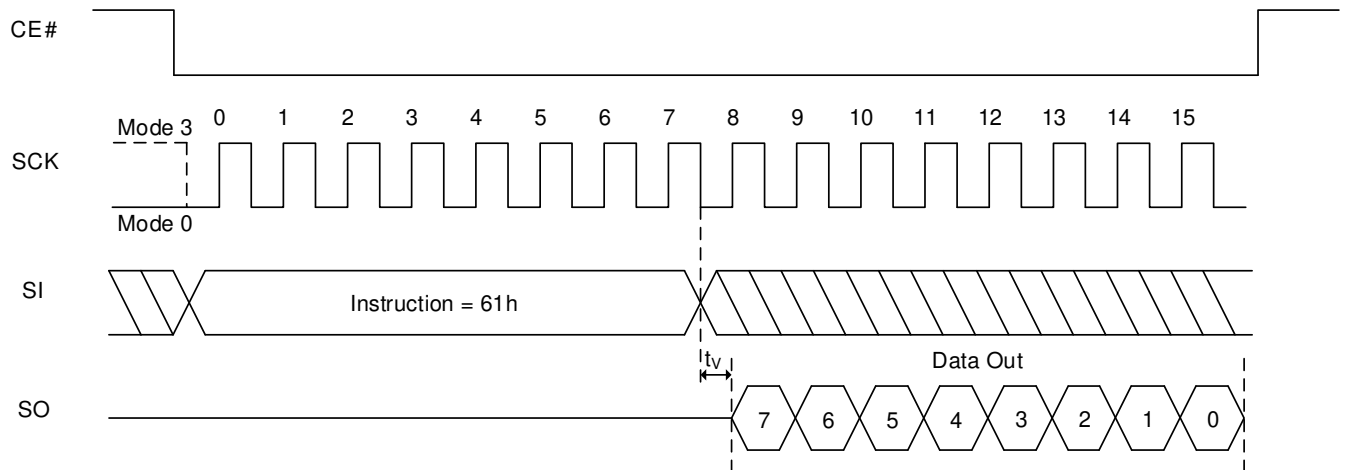 CE#
Mode 3 0 1 2 3 4 5 6 7 8 9 10 11 12 13 14 15
SCK
Mode 0
SI
Instruction = 61h
tV Data Out
SO
7 6 5 4 3 2 1 0